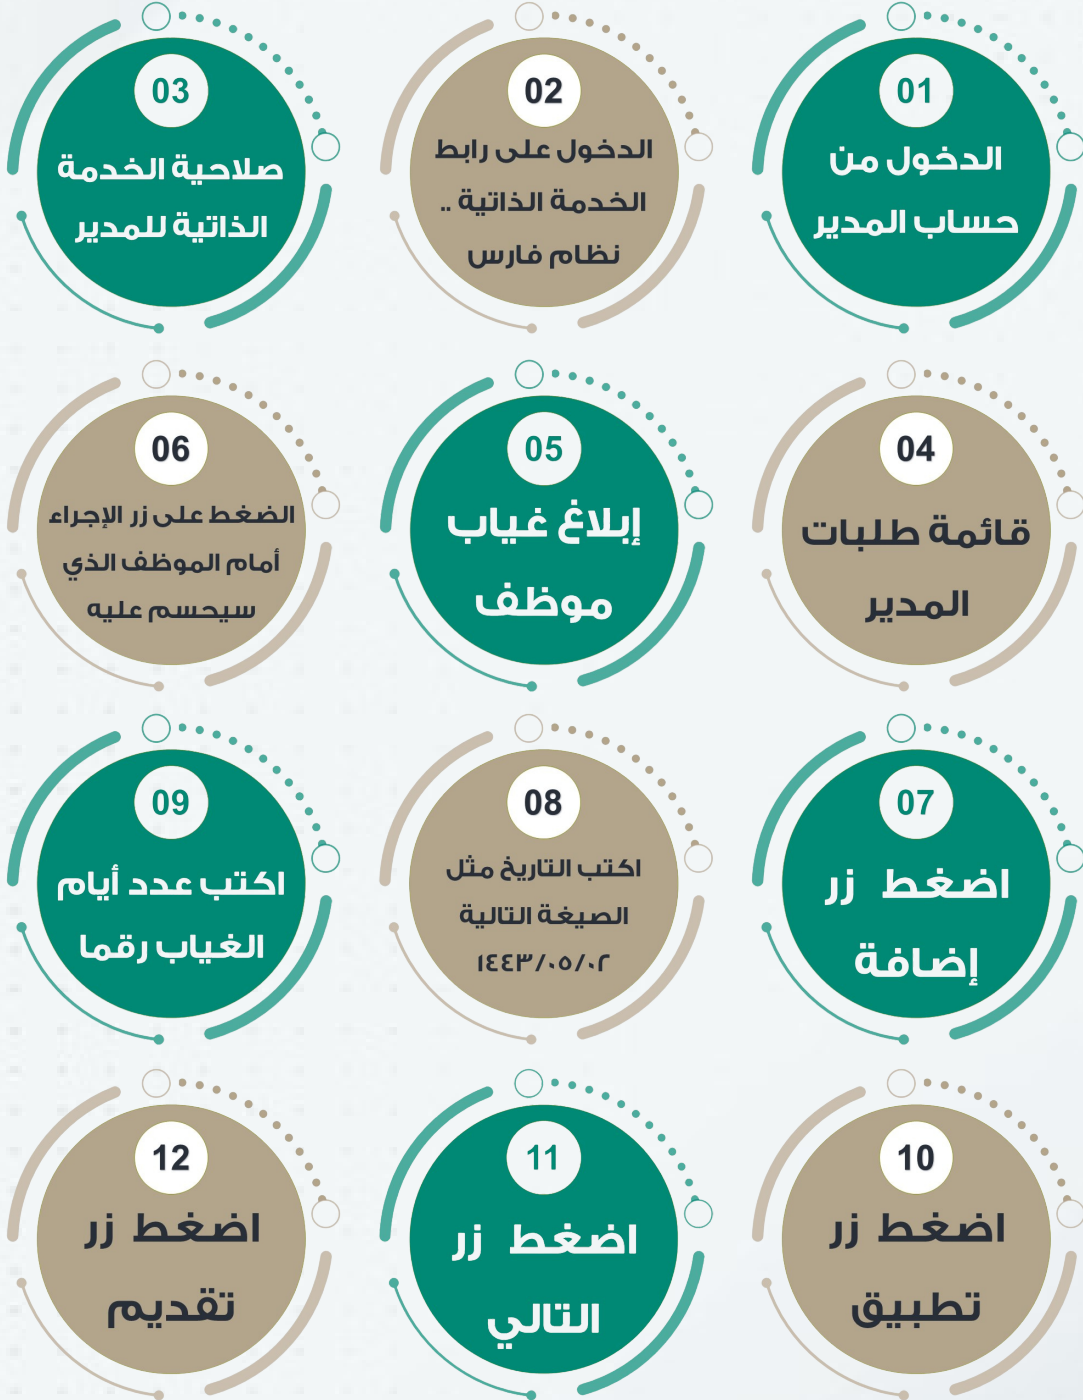 01
الدخول من
حساب المدير
02
الدخول على رابط
الخدمة الذاتية ..
نظام فارس
03
صلاحية الخدمة
الذاتية للمدير
04
قائمة طلبات
المدير
05
إبلاغ غياب
موظف
06
الضغط على زر الإجراء
أمام الموظف الذي
سيحسم عليه
07
اضغط زر
إضافة
08
اكتب التاريخ مثل
الصيغة التالية
١٤٤٣/٠٥/٠٢
09
اكتب عدد أيام
الغياب رقما
10
اضغط زر
تطبيق
11
اضغط زر
التالي
12
اضغط زر
تقديم